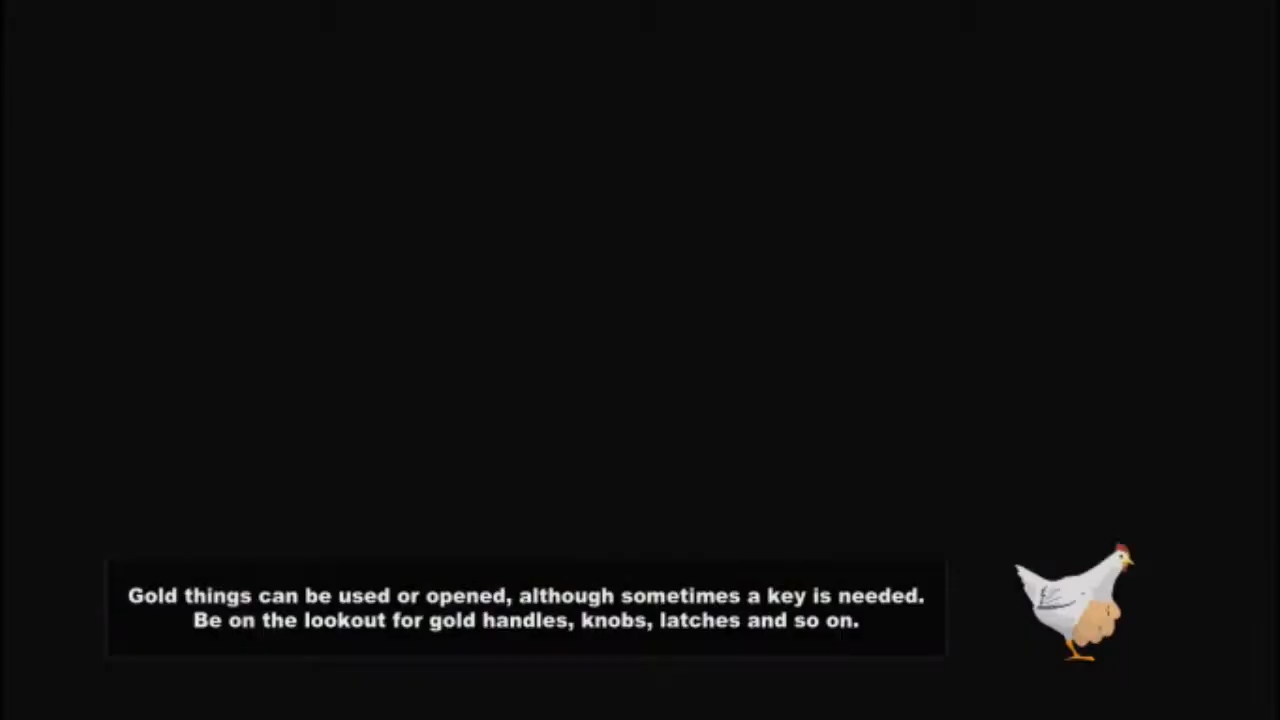 Gold things can be used or opened, although sometimes a key is needed.
Be on the lookout for gold handles, knobs, latches and so on.